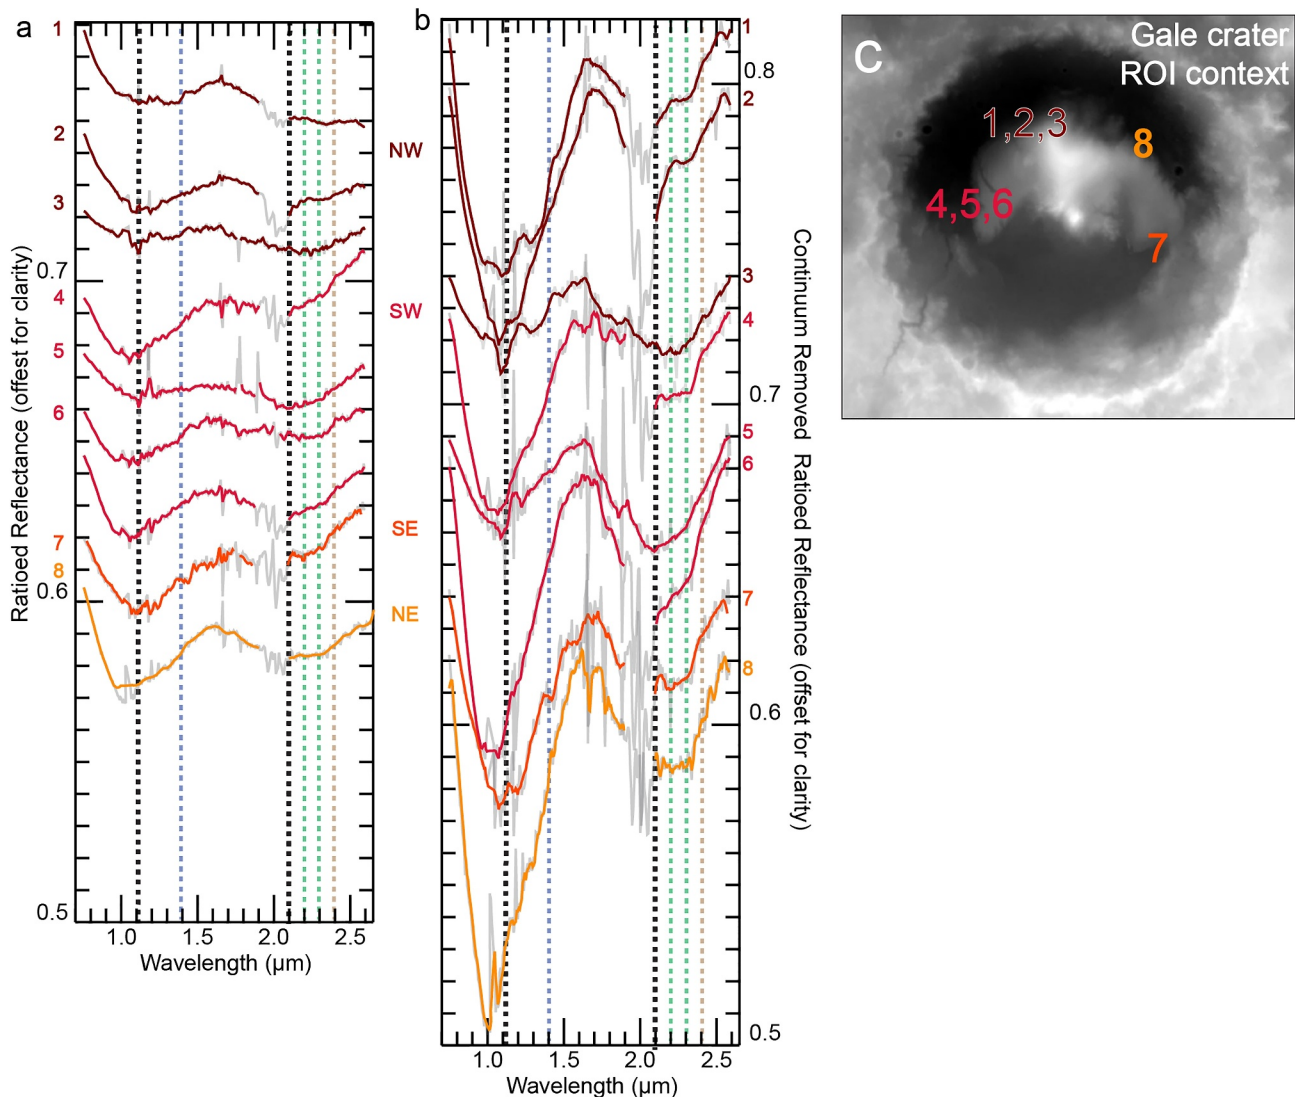 a
1
2
3
0.7
4
5
6
7
8
0.6
0.5
1.0
1.5
2.0
2.5
Wavelength (µm)
Ratioed Reflectance (offest for clarity)
NW
SW
SE
NE
b
1
0.8
2
3
4
0.7
5
6
7
8
0.6
0.5
1.0
1.5
2.0
2.5
Wavelength (µm)
Continuum Removed Ratioed Reflectance (offset for clarity)
c
Gale crater
ROI context
1,2,3
8
4,5,6
7